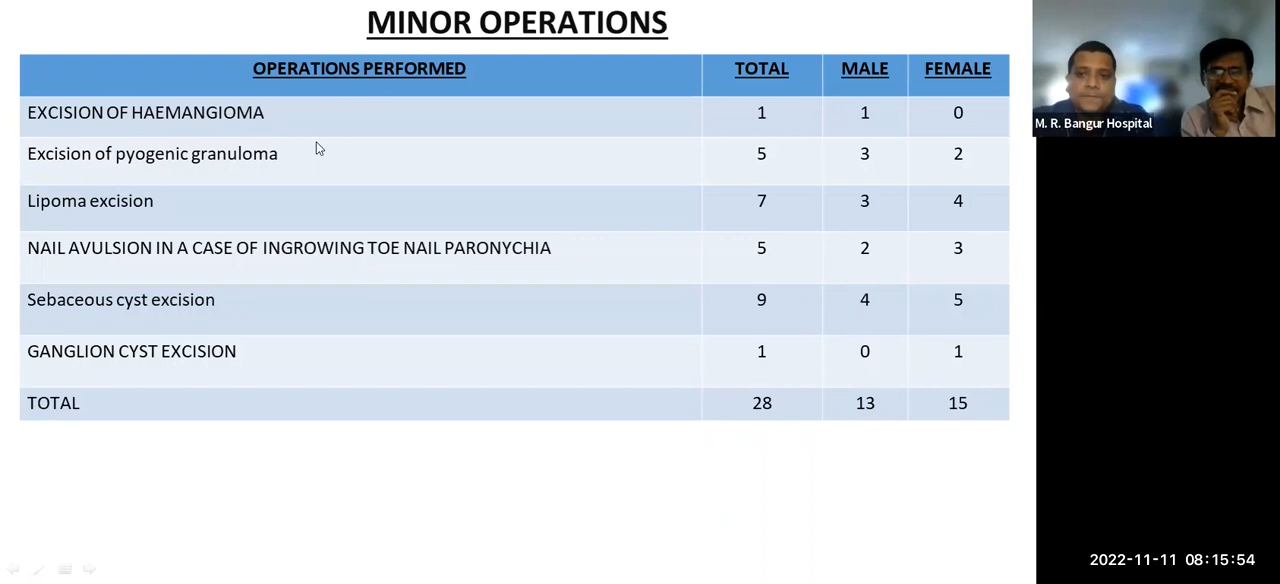 MINOR OPERATIONS
OPERATIONS PERFORMED TOTAL MALE FEMALE
EXCISION OF HAEMANGIOMA 1 1 0
Excision of pyogenic granuloma 5 3 2
Lipoma excision 7 3 4
NAIL AVULSION IN A CASE OF INGROWING TOE NAIL PARONYCHIA 5 2 3
Sebaceous cyst excision 9 4 5
GANGLION CYST EXCISION 1 0 1
TOTAL 28 13 15
M. R. Bangur Hospital
2022-11-11 08:15:54